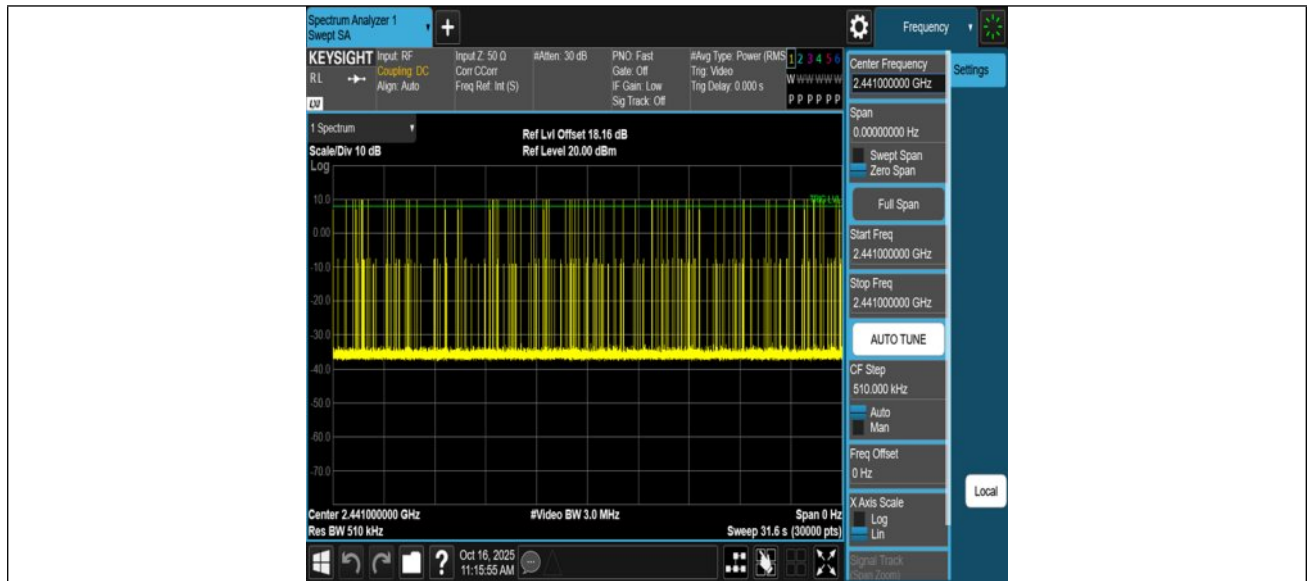 Spectrum Analyzer 1
Swept SA
+
Frequency
KEYSIGHT
RL
LXI
Input: RF
Coupling: DC
Align: Auto
Input Z: 50 Ω
Corr CCorr
Freq Ref: Int (S)
#Atten: 30 dB
PNO: Fast
Gate: Off
IF Gain: Low
Sig Track: Off
#Avg Type: Power (RMS
Trig: Video
Trig Delay: 0.000 s
1 2 3 4 5 6
W W W W W W
P P P P P P
1 Spectrum
Scale/Div 10 dB
Log
Ref Lvl Offset 18.16 dB
Ref Level 20.00 dBm
10.0
0.00
-10.0
-20.0
-30.0
-40.0
-50.0
-60.0
-70.0
TRIG LVL
Center 2.441000000 GHz
Res BW 510 kHz
#Video BW 3.0 MHz
Span 0 Hz
Sweep 31.6 s (30000 pts)
Center Frequency
2.441000000 GHz
Settings
Span
0.00000000 Hz
Swept Span
Zero Span
Full Span
Start Freq
2.441000000 GHz
Stop Freq
2.441000000 GHz
AUTO TUNE
CF Step
510.000 kHz
Auto
Man
Freq Offset
0 Hz
X Axis Scale
Log
Lin
Local
Signal Track
(Span Zoom)
?
Oct 16, 2025
11:15:55 AM